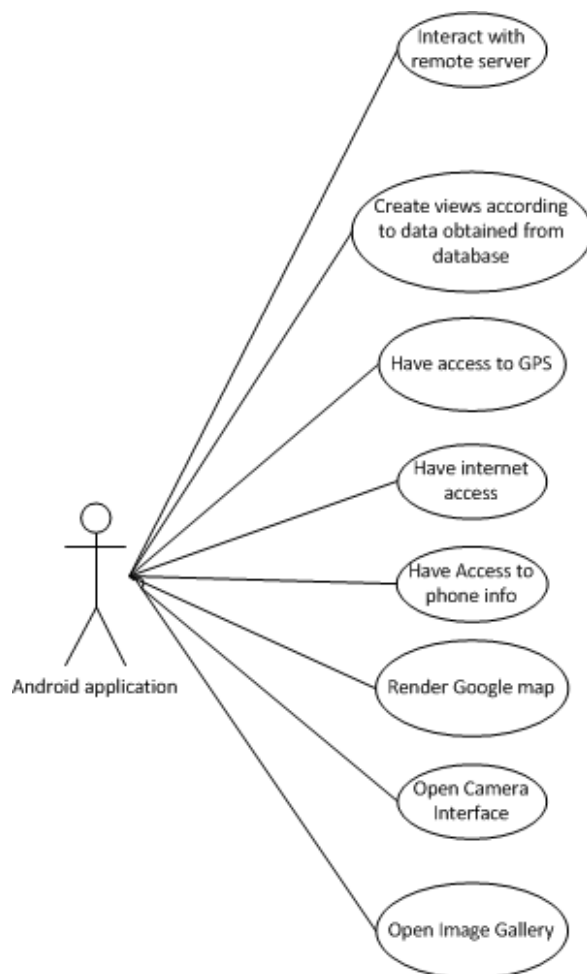 Interact with
remote server
Create views according
to data obtained from
database
Have access to GPS
Have internet
access
Have Access to
phone info
Android application
Render Google map
Open Camera
Interface
Open Image Gallery